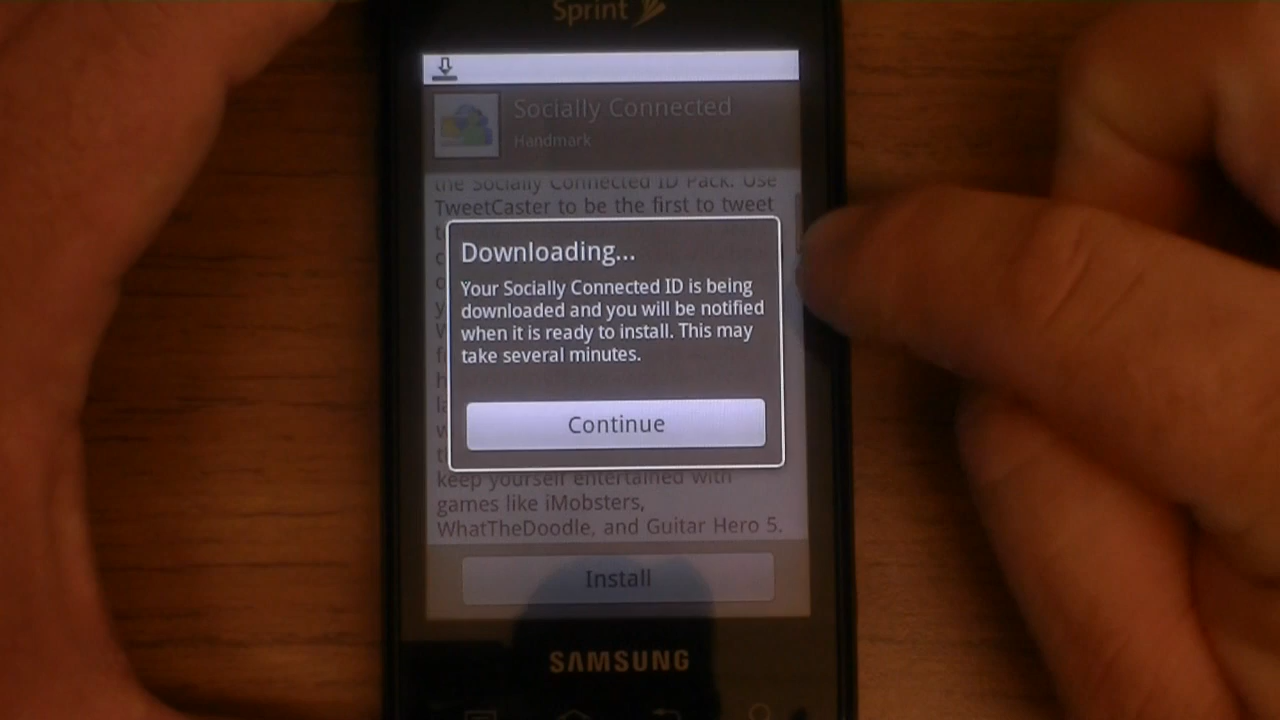 Sprint
Socially Connected
Handmark
the Socially Connected ID Pack. Use
TweetCaster to be the first to tweet
Downloading...
Your Socially Connected ID is being
downloaded and you will be notified
when it is ready to install. This may
take several minutes.
Continue
keep yourself entertained with
games like iMobsters,
WhatTheDoodle, and Guitar Hero 5.
Install
SAMSUNG